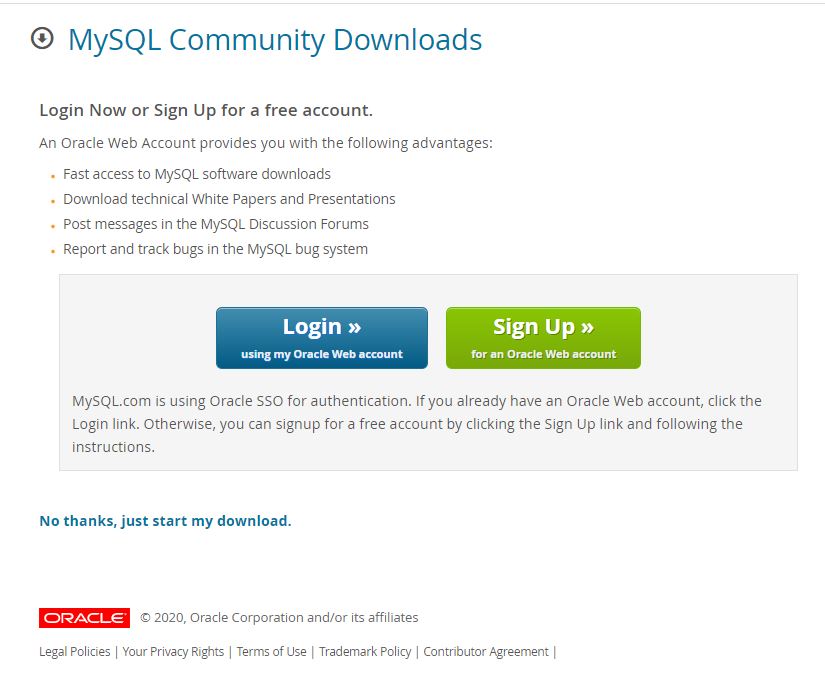 MySQL Community Downloads
Login Now or Sign Up for a free account.
An Oracle Web Account provides you with the following advantages:
Fast access to MySQL software downloads
Download technical White Papers and Presentations
Post messages in the MySQL Discussion Forums
Report and track bugs in the MySQL bug system
Login »
using my Oracle Web account
Sign Up »
for an Oracle Web account
MySQL.com is using Oracle SSO for authentication. If you already have an Oracle Web account, click the
Login link. Otherwise, you can signup for a free account by clicking the Sign Up link and following the
instructions.
No thanks, just start my download.
ORACLE © 2020, Oracle Corporation and/or its affiliates
Legal Policies | Your Privacy Rights | Terms of Use | Trademark Policy | Contributor Agreement |